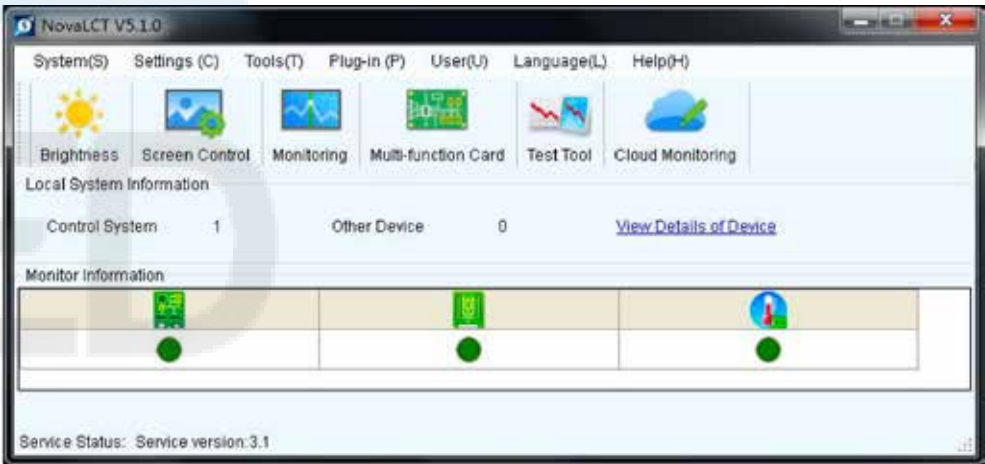 NovaLCT V5.1.0
System(S) Settings (C) Tools(T) Plug-in (P) User(U) Language(L) Help(H)
Brightness Screen Control Monitoring Multi-function Card Test Tool Cloud Monitoring
Local System Information
Control System 1 Other Device 0 View Details of Device
Monitor Information
Service Status: Service version:3.1